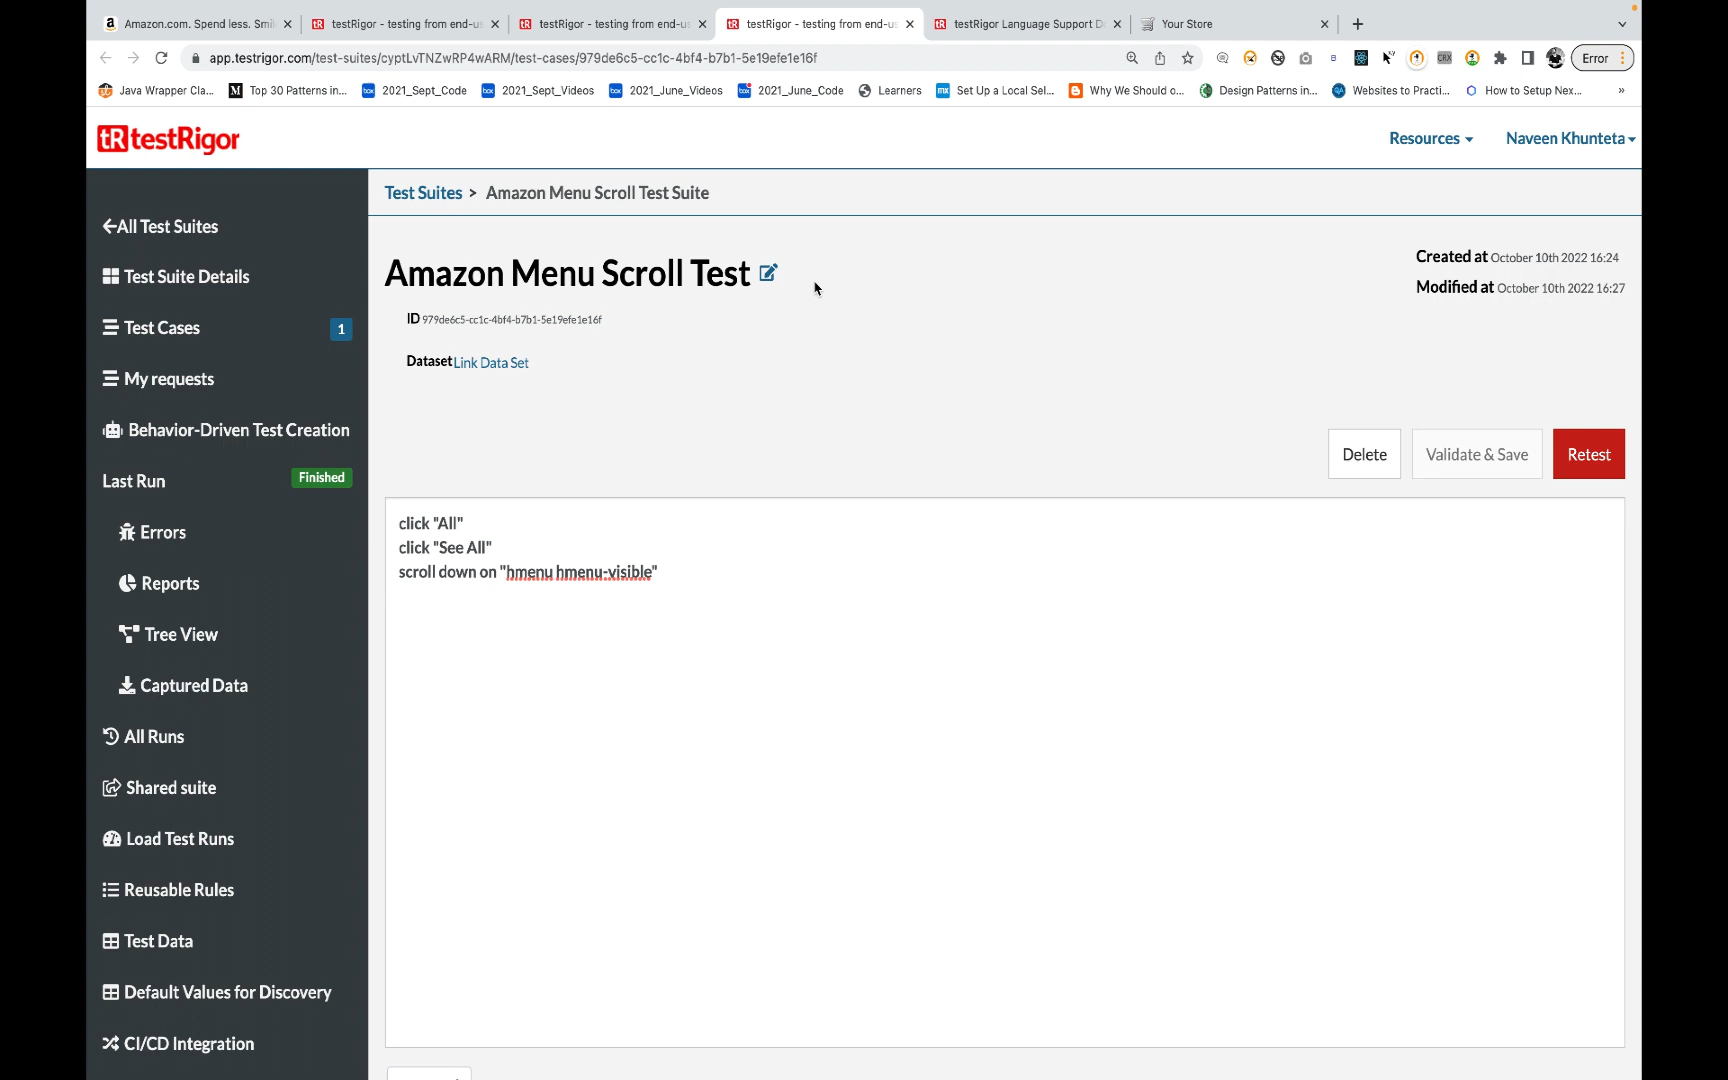 Amazon.com. Spend less. Smi
testRigor - testing from end-us
testRigor - testing from end-us
testRigor - testing from end-us
testRigor Language Support D
Your Store
app.testrigor.com/test-suites/cyptLvTNZwRP4wARM/test-cases/979de6c5-cc1c-4bf4-b7b1-5e19efe1e16f
Error
Java Wrapper Cla...
Top 30 Patterns in...
2021_Sept_Code
2021_Sept_Videos
2021_June_Videos
2021_June_Code
Learners
Set Up a Local Sel...
Why We Should o...
Design Patterns in...
Websites to Practi...
How to Setup Nex...
»
tR testRigor
Resources
Naveen Khunteta
Test Suites > Amazon Menu Scroll Test Suite
All Test Suites
Test Suite Details
Test Cases 1
My requests
Behavior-Driven Test Creation
Last Run Finished
Errors
Reports
Tree View
Captured Data
All Runs
Shared suite
Load Test Runs
Reusable Rules
Test Data
Default Values for Discovery
CI/CD Integration
Amazon Menu Scroll Test
Created at October 10th 2022 16:24
Modified at October 10th 2022 16:27
ID 979de6c5-cc1c-4bf4-b7b1-5e19efe1e16f
Dataset Link Data Set
Delete
Validate & Save
Retest
click "All"
click "See All"
scroll down on "hmenu hmenu-visible"